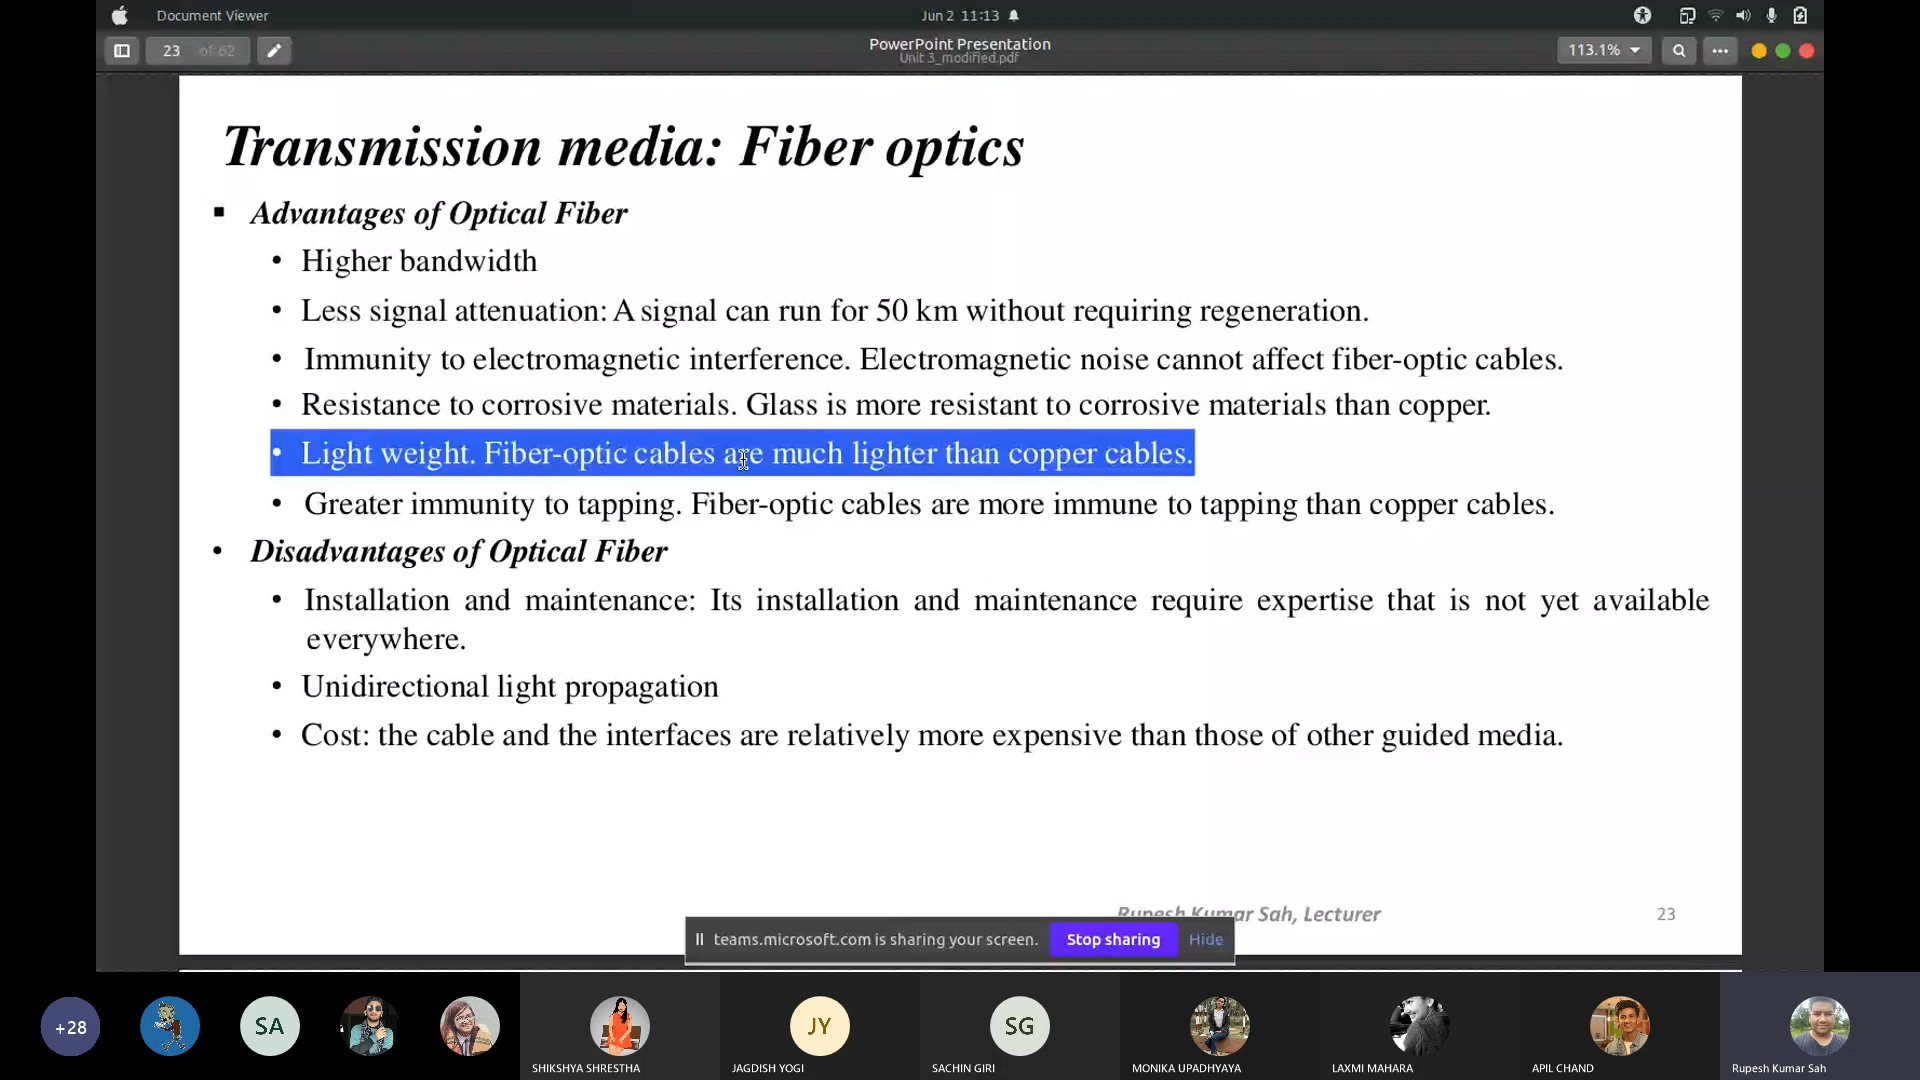 Document Viewer
Jun 2 11:13
23 of 62
PowerPoint Presentation
Unit 3_modified.pdf
113.1%
Transmission media: Fiber optics
▪ Advantages of Optical Fiber
• Higher bandwidth
• Less signal attenuation: A signal can run for 50 km without requiring regeneration.
• Immunity to electromagnetic interference. Electromagnetic noise cannot affect fiber-optic cables.
• Resistance to corrosive materials. Glass is more resistant to corrosive materials than copper.
• Light weight. Fiber-optic cables are much lighter than copper cables.
• Greater immunity to tapping. Fiber-optic cables are more immune to tapping than copper cables.
• Disadvantages of Optical Fiber
• Installation and maintenance: Its installation and maintenance require expertise that is not yet available
everywhere.
• Unidirectional light propagation
• Cost: the cable and the interfaces are relatively more expensive than those of other guided media.
Rupesh Kumar Sah, Lecturer
23
teams.microsoft.com is sharing your screen. Stop sharing Hide
+28
SA
JY
SG
SHIKSHYA SHRESTHA
JAGDISH YOGI
SACHIN GIRI
MONIKA UPADHYAYA
LAXMI MAHARA
APIL CHAND
Rupesh Kumar Sah